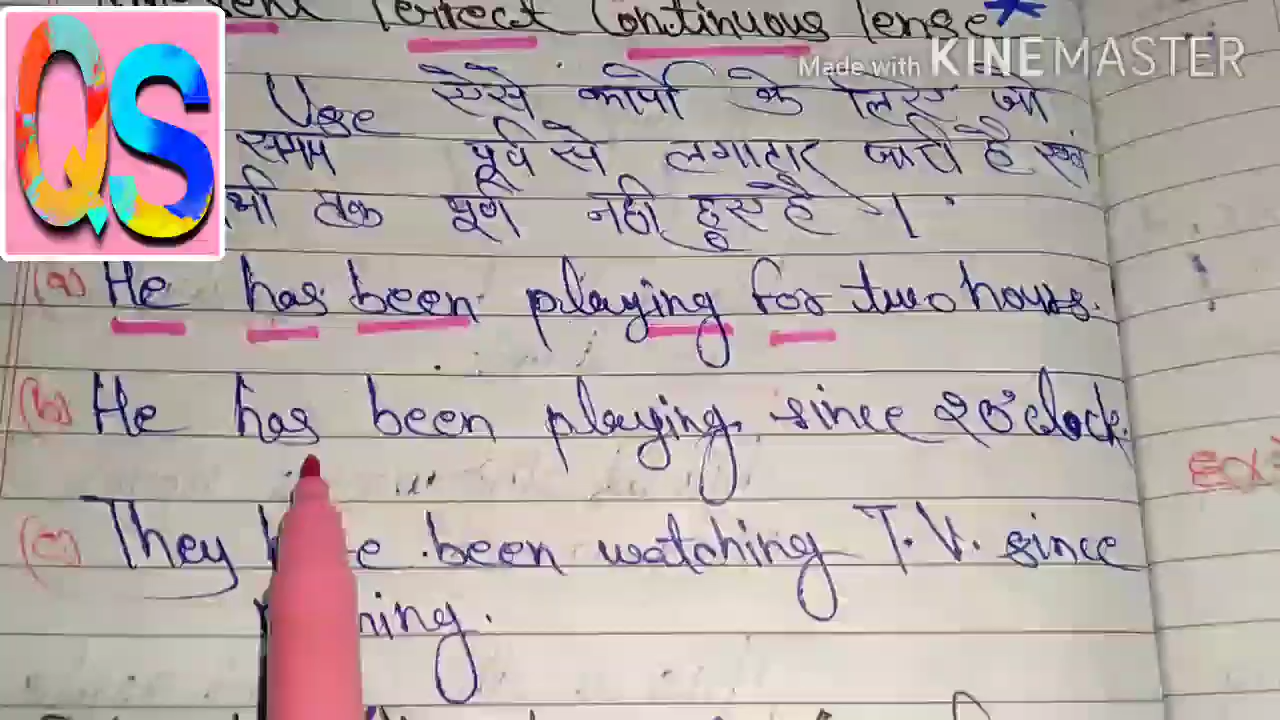 Perfect Continuous Tense
Made with KINEMASTER
QS
Use ऐसे कार्यो के लिए जो
समय पूर्व से लगातार जारी है एवं
तक पूर्ण नही हुए है ।
(a) He has been playing for two hours.
(b) He has been playing since 2 o'clock.
Ex:
(c) They been watching T.V. since